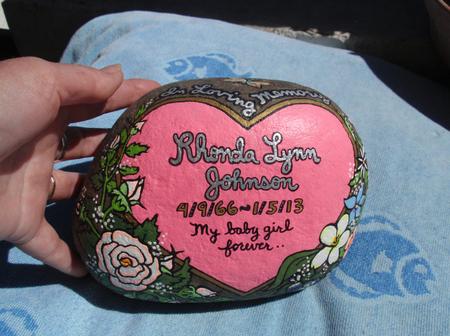 In Loving Memory
Rhonda Lynn
Johnson
4/9/66~1/5/13
My baby girl
forever..